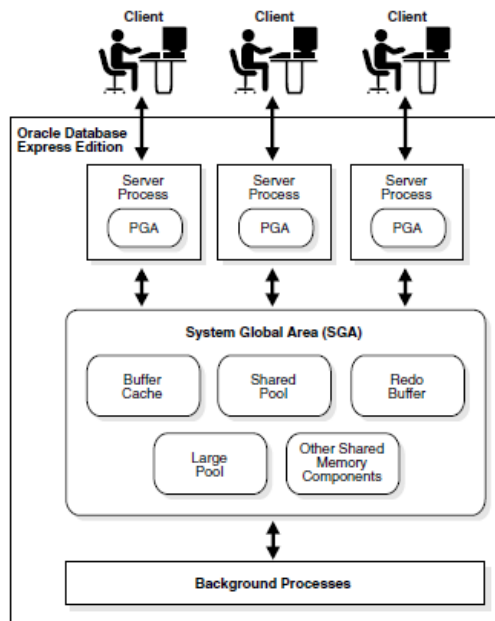 Client
Client
Client
Oracle Database
Express Edition
Server
Process
PGA
Server
Process
PGA
Server
Process
PGA
System Global Area (SGA)
Buffer
Cache
Shared
Pool
Redo
Buffer
Large
Pool
Other Shared
Memory
Components
Background Processes